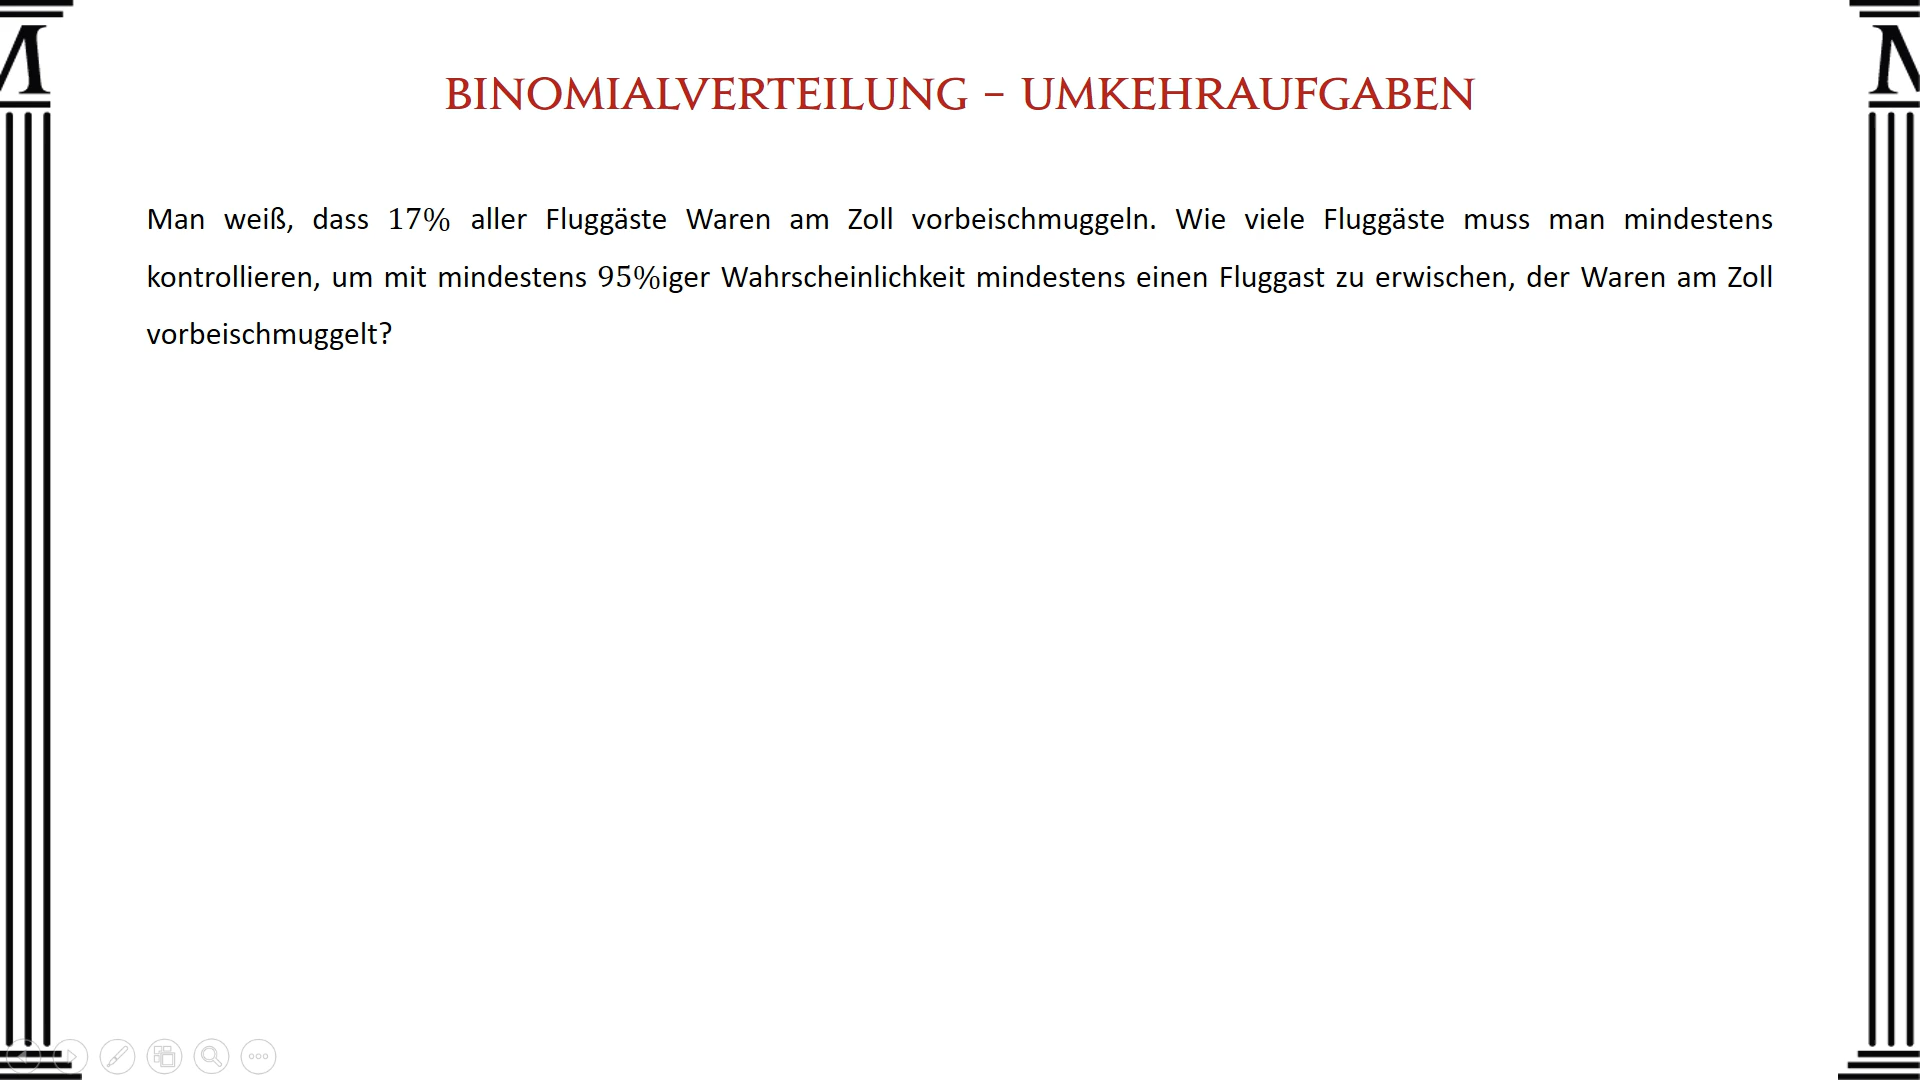 BINOMIALVERTEILUNG – UMKEHRAUFGABEN
Man weiß, dass 17% aller Fluggäste Waren am Zoll vorbeischmuggeln. Wie viele Fluggäste muss man mindestens
kontrollieren, um mit mindestens 95%iger Wahrscheinlichkeit mindestens einen Fluggast zu erwischen, der Waren am Zoll
vorbeischmuggelt?